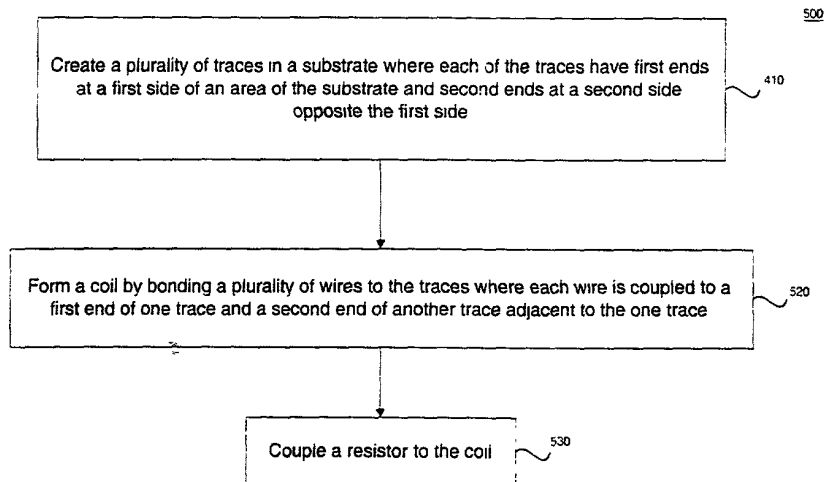 500
Create a plurality of traces in a substrate where each of the traces have first ends
at a first side of an area of the substrate and second ends at a second side
opposite the first side
410
Form a coil by bonding a plurality of wires to the traces where each wire is coupled to a
first end of one trace and a second end of another trace adjacent to the one trace
520
Couple a resistor to the coil
530